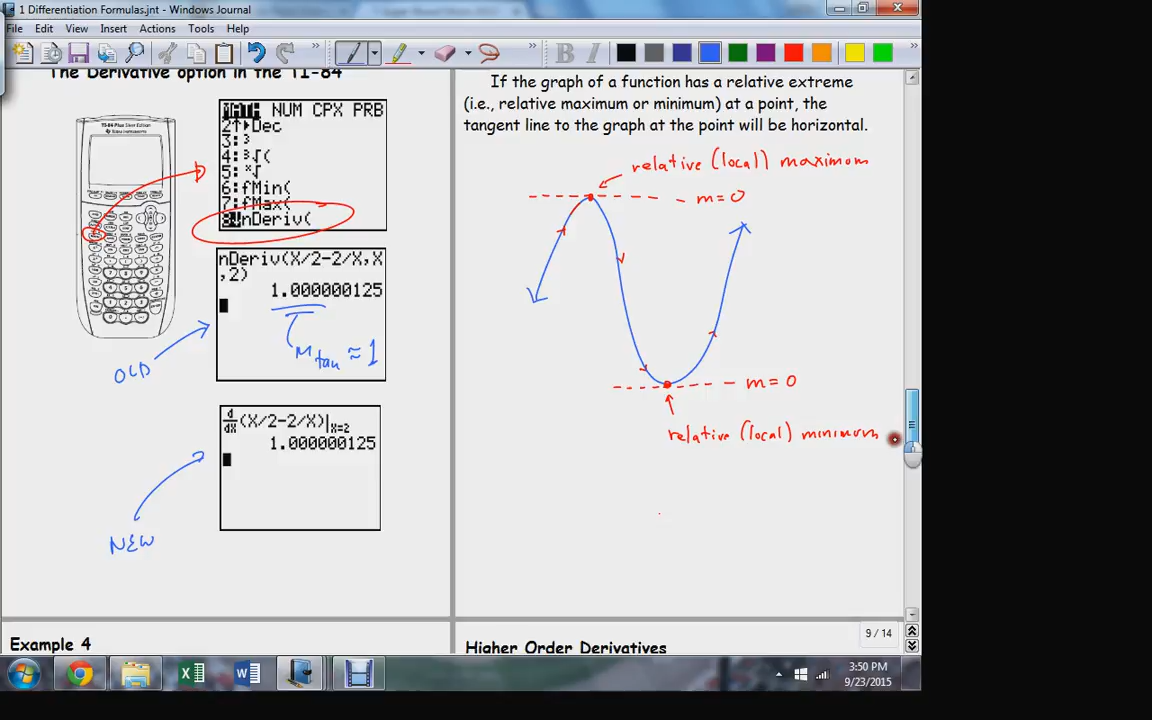 1 Differentiation Formulas.jnt - Windows Journal
File Edit View Insert Actions Tools Help
The Derivative option in the TI-84
MATH NUM CPX PRB
2↑▶Dec
3:³
4:³√(
5:ˣ√
6:fMin(
7:fMax(
8:nDeriv(
nDeriv(X/2-2/X,X
,2)
1.000000125
M tan ≈ 1
OLD
d/dX(X/2-2/X)|X=2
1.000000125
NEW
Example 4
If the graph of a function has a relative extreme
(i.e., relative maximum or minimum) at a point, the
tangent line to the graph at the point will be horizontal.
relative (local) maximum
m=0
m=0
relative (local) minimum
9 / 14
Higher Order Derivatives
3:50 PM
9/23/2015